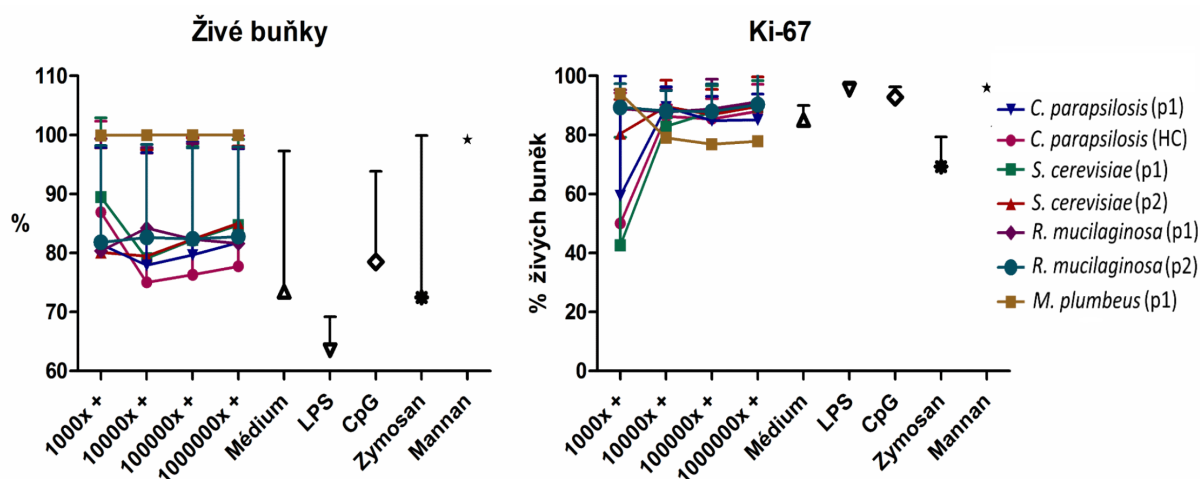 Živé buňky
%
110
100
90
80
70
60
1000x +
10000x +
100000x +
1000000x +
Médium
LPS
CpG
Zymosan
Mannan
Ki-67
% živých buněk
100
80
60
40
20
0
1000x +
10000x +
100000x +
1000000x +
Médium
LPS
CpG
Zymosan
Mannan
C. parapsilosis (p1)
C. parapsilosis (HC)
S. cerevisiae (p1)
S. cerevisiae (p2)
R. mucilaginosa (p1)
R. mucilaginosa (p2)
M. plumbeus (p1)